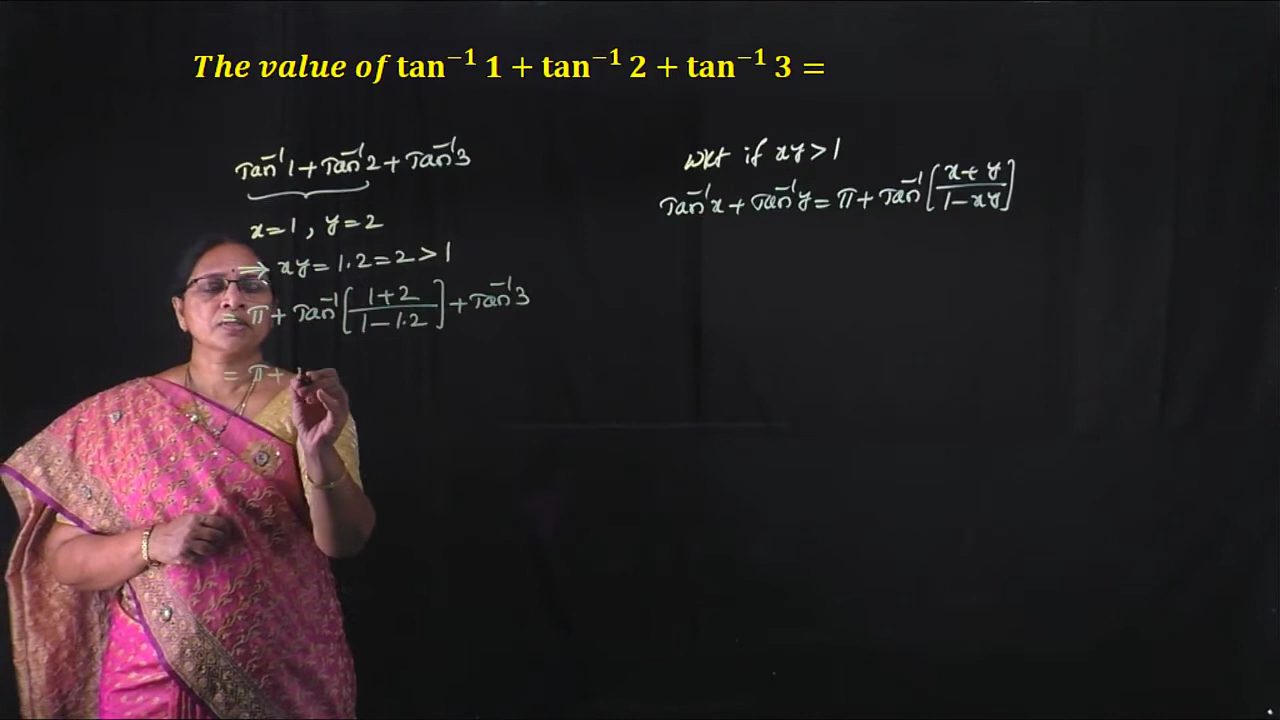 The value of tan⁻¹ 1 + tan⁻¹ 2 + tan⁻¹ 3 =
Tan⁻¹1 + Tan⁻¹2 + Tan⁻¹3
x=1, y=2
⇒ xy = 1.2 = 2 > 1
= π + Tan⁻¹[(1+2)/(1-1.2)] + Tan⁻¹3
= π +
WKT if xy > 1
Tan⁻¹x + Tan⁻¹y = π + Tan⁻¹[(x+y)/(1-xy)]